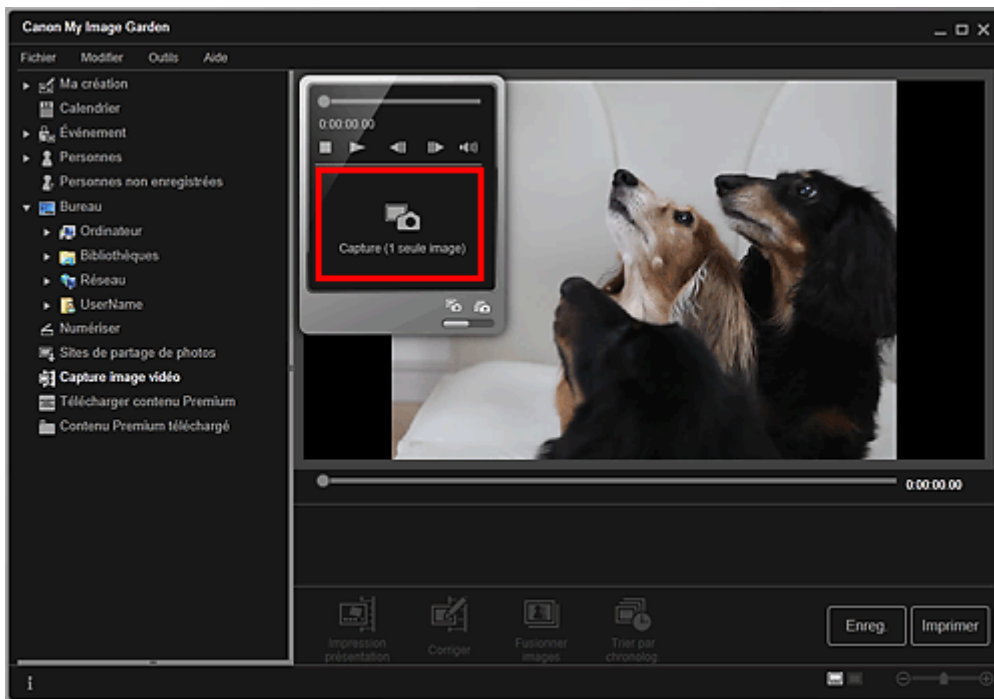 Canon My Image Garden
Fichier Modifier Outils Aide
Ma création
Calendrier
Événement
Personnes
Personnes non enregistrées
Bureau
Ordinateur
Bibliothèques
Réseau
UserName
Numériser
Sites de partage de photos
Capture image vidéo
Télécharger contenu Premium
Contenu Premium téléchargé
0:00:00.00
Capture (1 seule image)
0:00:00.00
Impression présentation
Corriger
Fusionner images
Trier par chronolog.
Enreg.
Imprimer